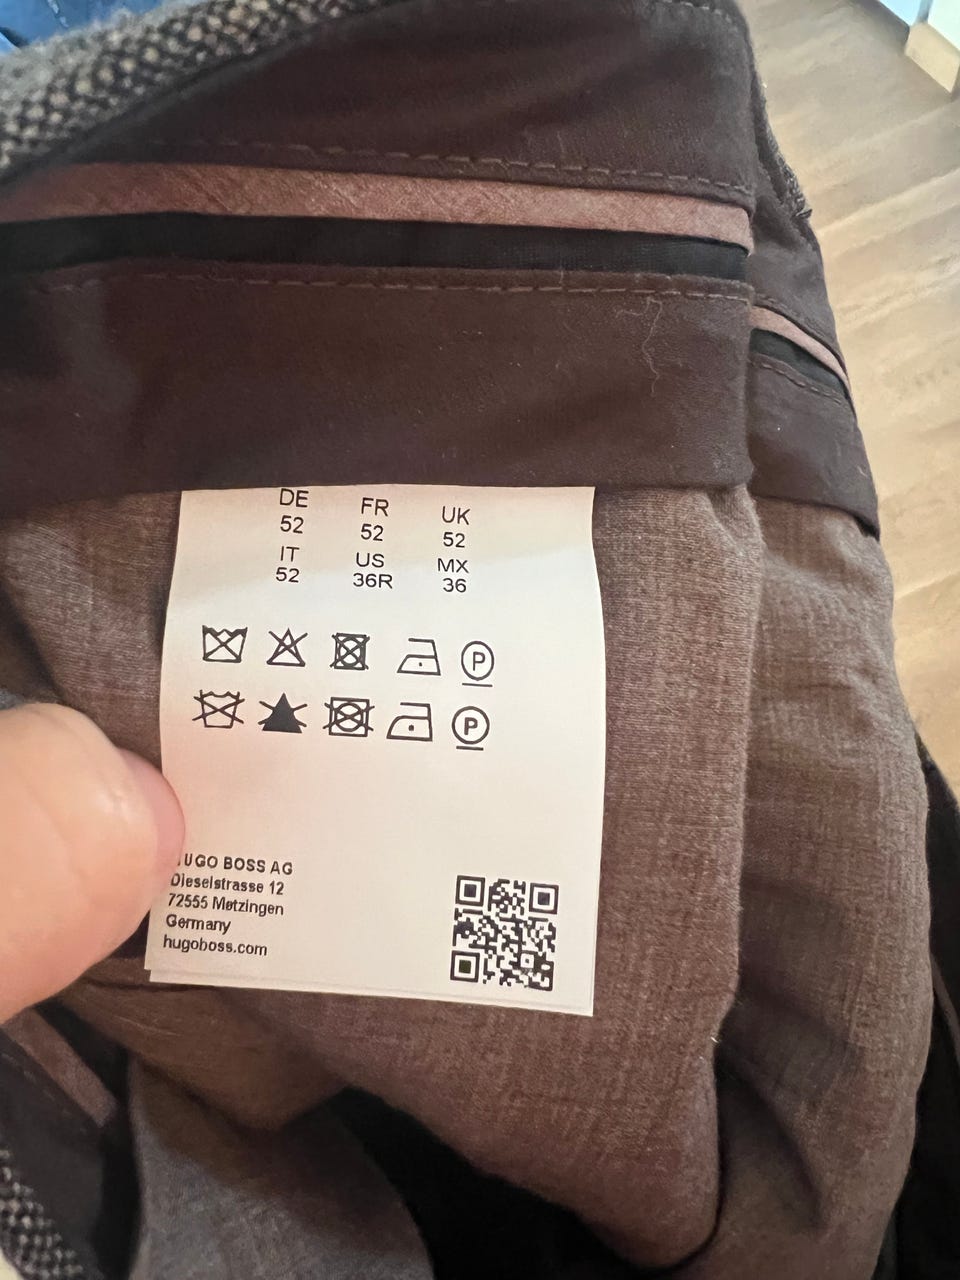 DE FR UK
52 52 52
IT US MX
52 36R 36
P
P
UGO BOSS AG
Dieselstrasse 12
72555 Metzingen
Germany
hugoboss.com